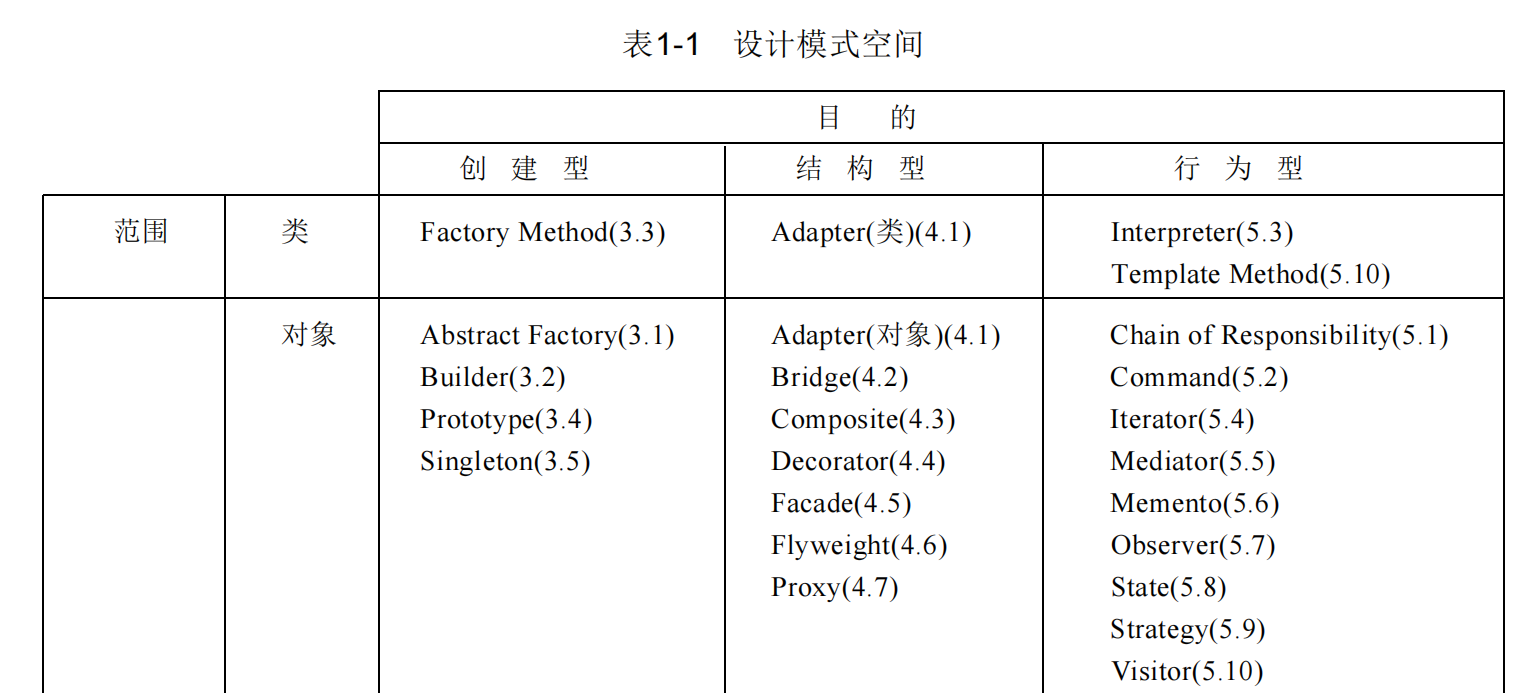 表1-1 设计模式空间
目 的
创 建 型 结 构 型 行 为 型
范围 类 Factory Method(3.3) Adapter(类)(4.1) Interpreter(5.3)
Template Method(5.10)
对象 Abstract Factory(3.1) Adapter(对象)(4.1) Chain of Responsibility(5.1)
Builder(3.2) Bridge(4.2) Command(5.2)
Prototype(3.4) Composite(4.3) Iterator(5.4)
Singleton(3.5) Decorator(4.4) Mediator(5.5)
Facade(4.5) Memento(5.6)
Flyweight(4.6) Observer(5.7)
Proxy(4.7) State(5.8)
Strategy(5.9)
Visitor(5.10)